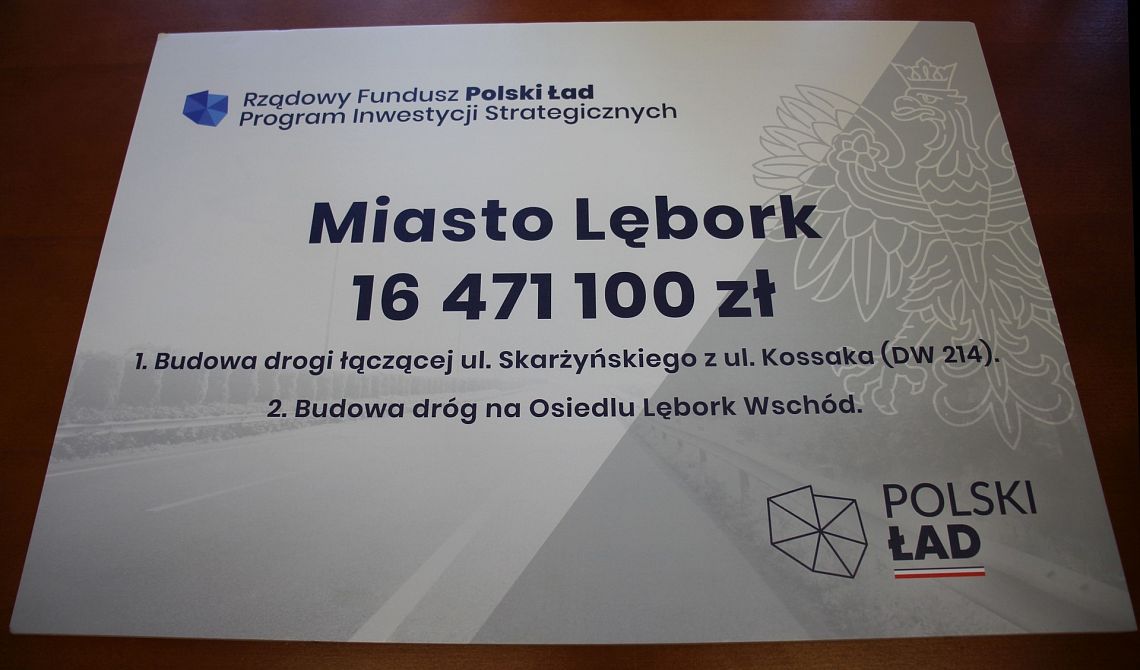 Rządowy Fundusz Polski Ład
Program Inwestycji Strategicznych
Miasto Lębork
16 471 100 zł
1. Budowa drogi łączącej ul. Skarżyńskiego z ul. Kossaka (DW 214).
2. Budowa dróg na Osiedlu Lębork Wschód.
POLSKI
ŁAD